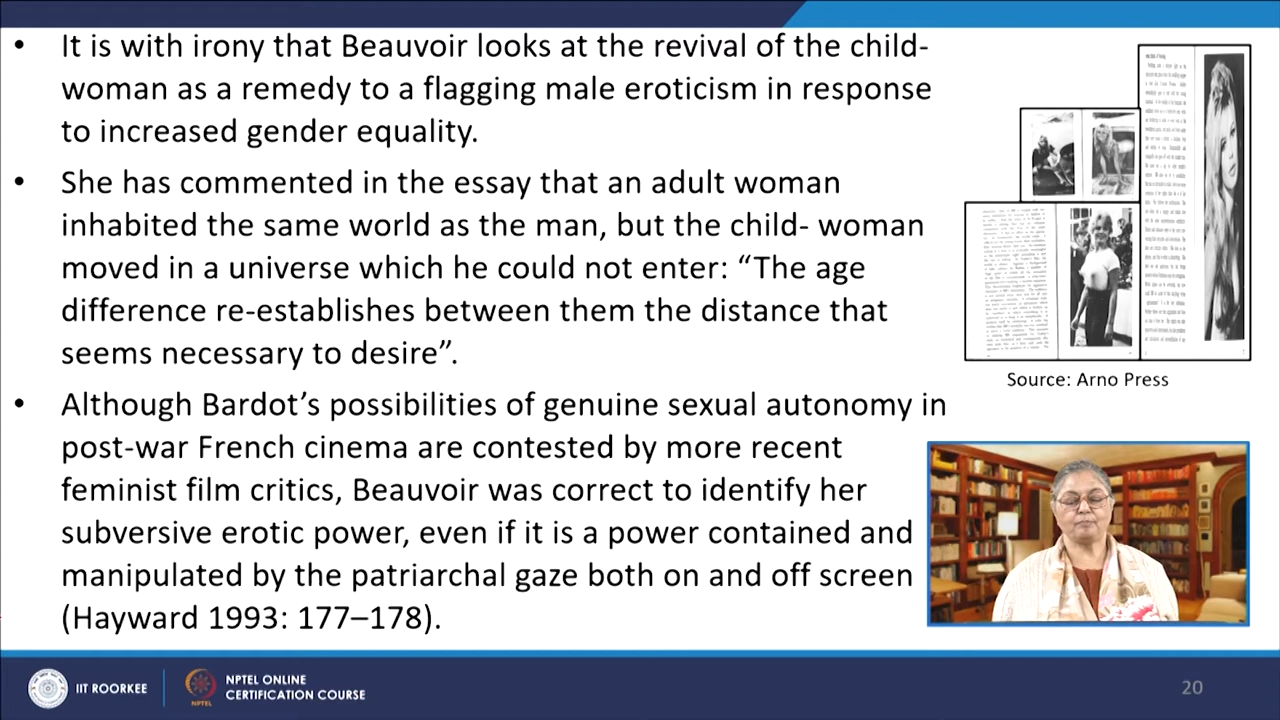 • It is with irony that Beauvoir looks at the revival of the child-
woman as a remedy to a flagging male eroticism in response
to increased gender equality.
• She has commented in the essay that an adult woman
inhabited the same world as the man, but the child- woman
moved in a universe which he could not enter: “The age
difference re-establishes between them the distance that
seems necessary to desire”.
• Although Bardot’s possibilities of genuine sexual autonomy in
post-war French cinema are contested by more recent
feminist film critics, Beauvoir was correct to identify her
subversive erotic power, even if it is a power contained and
manipulated by the patriarchal gaze both on and off screen
(Hayward 1993: 177–178).
Source: Arno Press
IIT ROORKEE
NPTEL
NPTEL ONLINE
CERTIFICATION COURSE
20